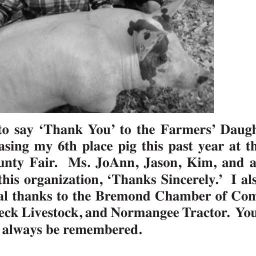 to say ‘Thank You’ to the Farmers’ Daugh
asing my 6th place pig this past year at th
unty Fair. Ms. JoAnn, Jason, Kim, and a
this organization, ‘Thanks Sincerely.’ I als
al thanks to the Bremond Chamber of Com
eck Livestock, and Normangee Tractor. You
always be remembered.